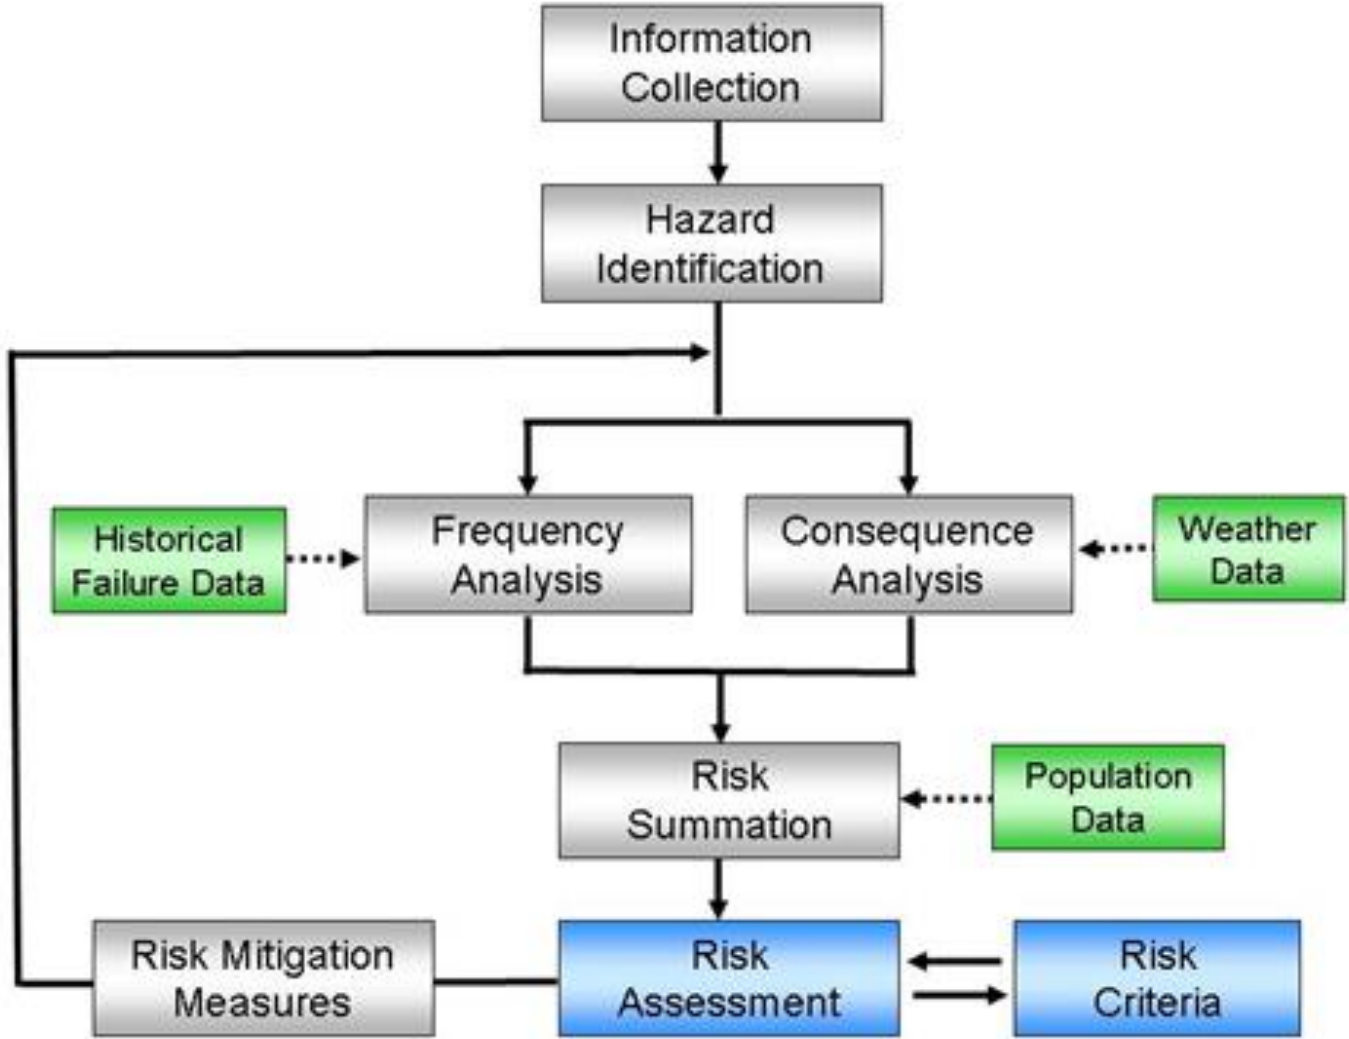 Information
Collection
Hazard
Identification
Historical
Failure Data
Frequency
Analysis
Consequence
Analysis
Weather
Data
Risk
Summation
Population
Data
Risk Mitigation
Measures
Risk
Assessment
Risk
Criteria